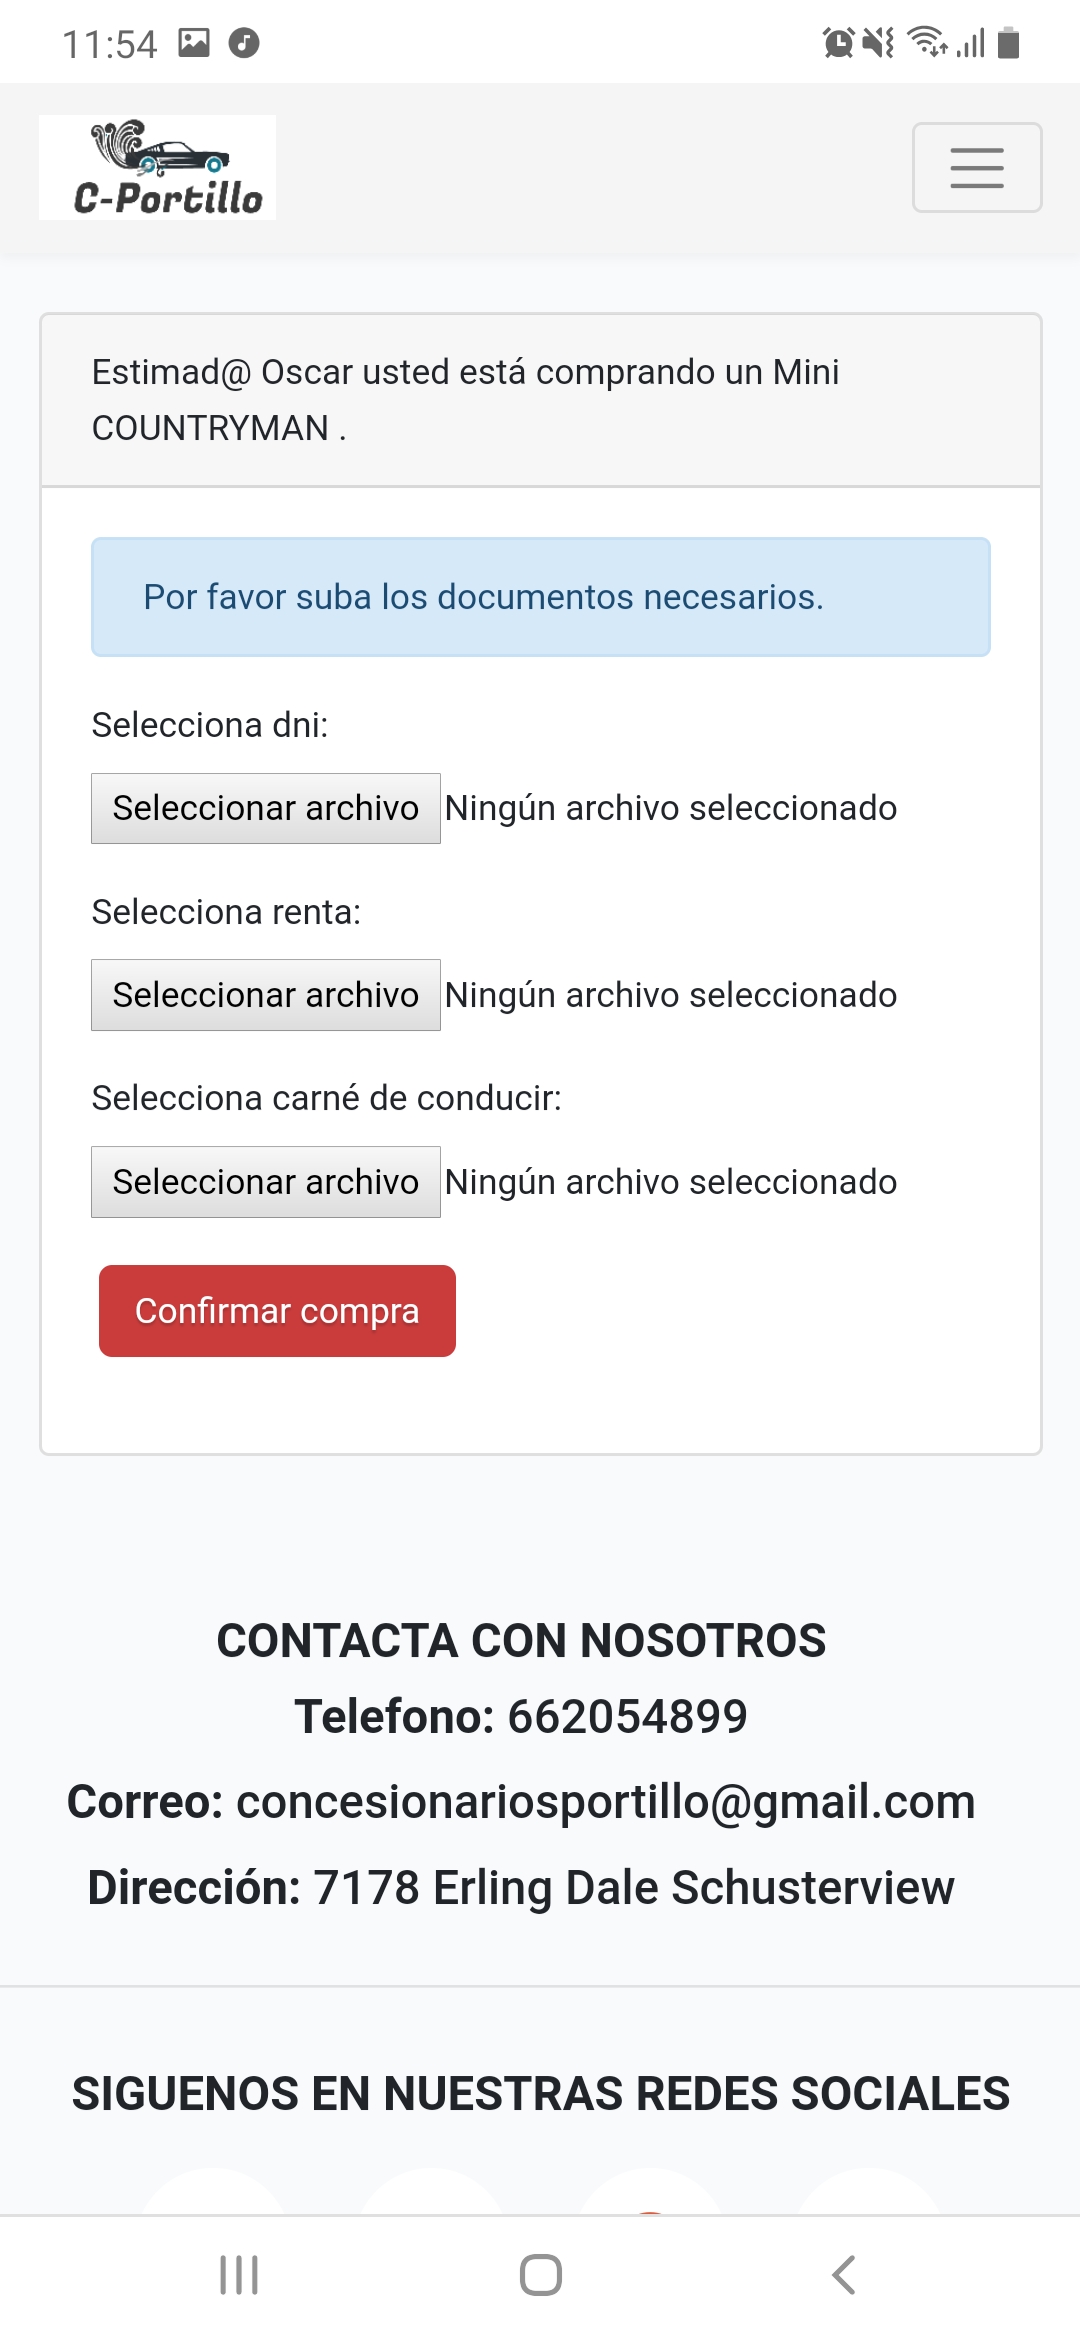 11:54
C-Portillo
Estimad@ Oscar usted está comprando un Mini
COUNTRYMAN .
Por favor suba los documentos necesarios.
Selecciona dni:
Seleccionar archivo Ningún archivo seleccionado
Selecciona renta:
Seleccionar archivo Ningún archivo seleccionado
Selecciona carné de conducir:
Seleccionar archivo Ningún archivo seleccionado
Confirmar compra
CONTACTA CON NOSOTROS
Telefono: 662054899
Correo: concesionariosportillo@gmail.com
Dirección: 7178 Erling Dale Schusterview
SIGUENOS EN NUESTRAS REDES SOCIALES